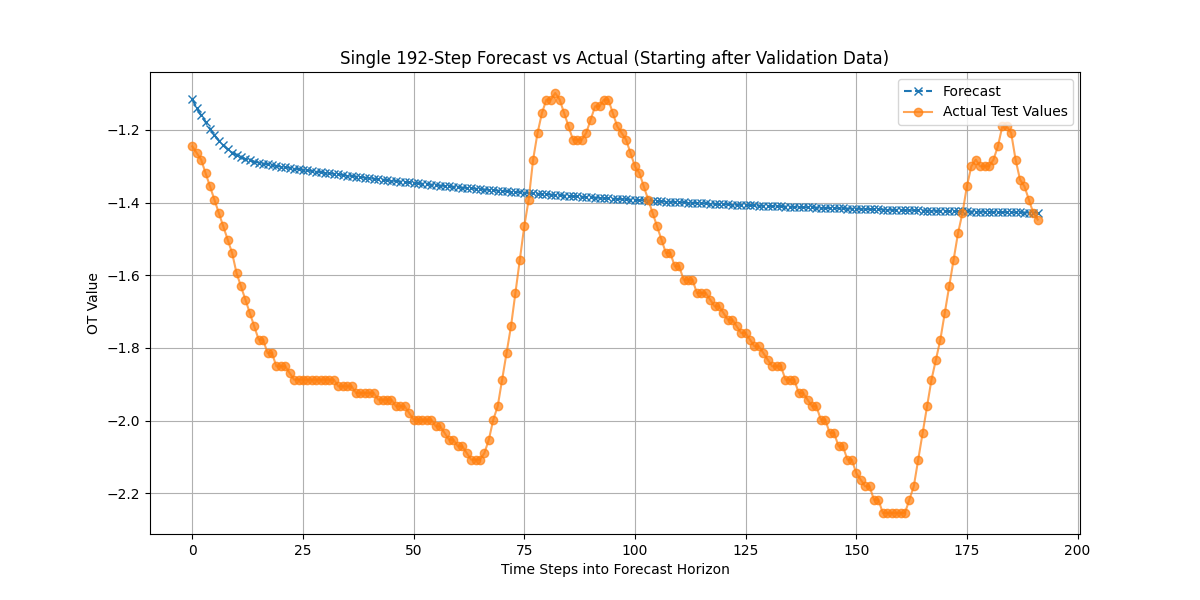 Single 192-Step Forecast vs Actual (Starting after Validation Data)
Forecast
Actual Test Values
OT Value
−1.2
−1.4
−1.6
−1.8
−2.0
−2.2
0 25 50 75 100 125 150 175 200
Time Steps into Forecast Horizon